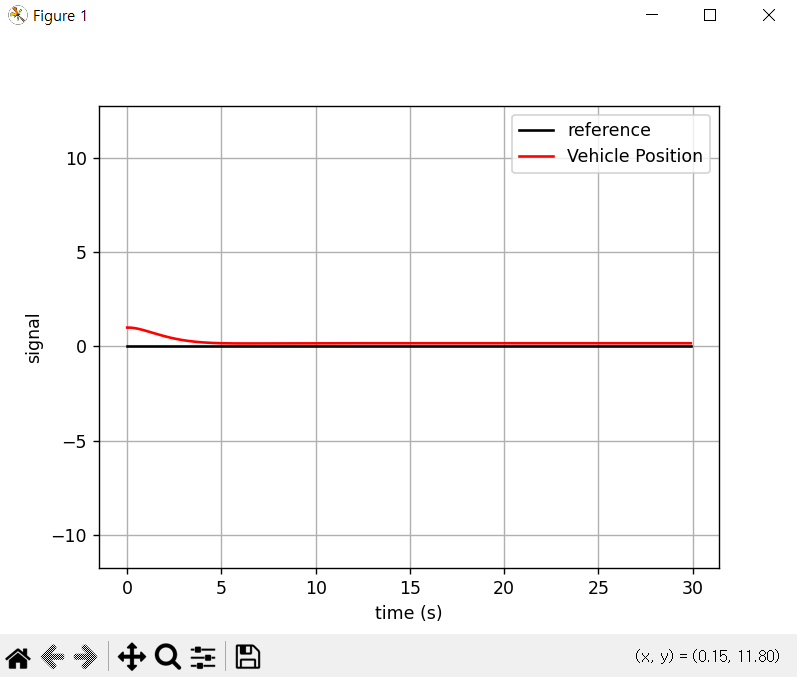 Figure 1
reference
Vehicle Position
10
5
0
−5
−10
signal
0 5 10 15 20 25 30
time (s)
(x, y) = (0.15, 11.80)